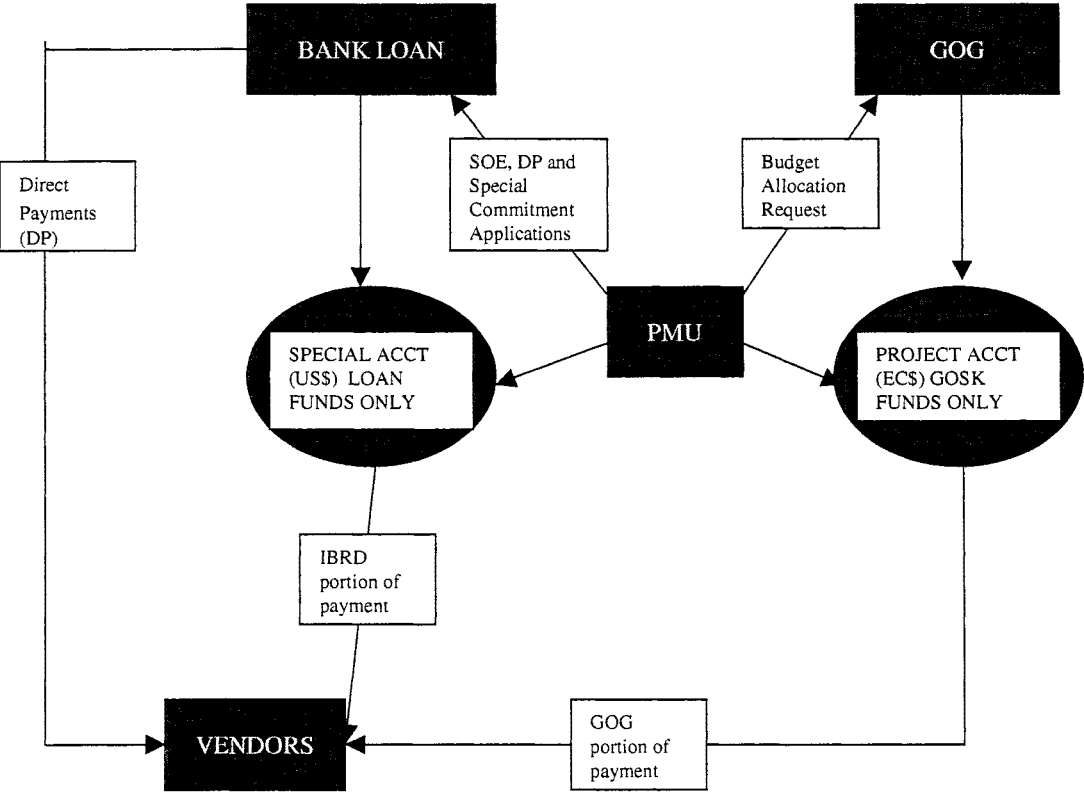 BANK LOAN
GOG
SOE, DP and
Special
Commitment
Applications
Budget
Allocation
Request
Direct
Payments
(DP)
PMU
SPECIAL ACCT
(US$) LOAN
FUNDS ONLY
PROJECT ACCT
(EC$) GOSK
FUNDS ONLY
IBRD
portion of
payment
VENDORS
GOG
portion of
payment